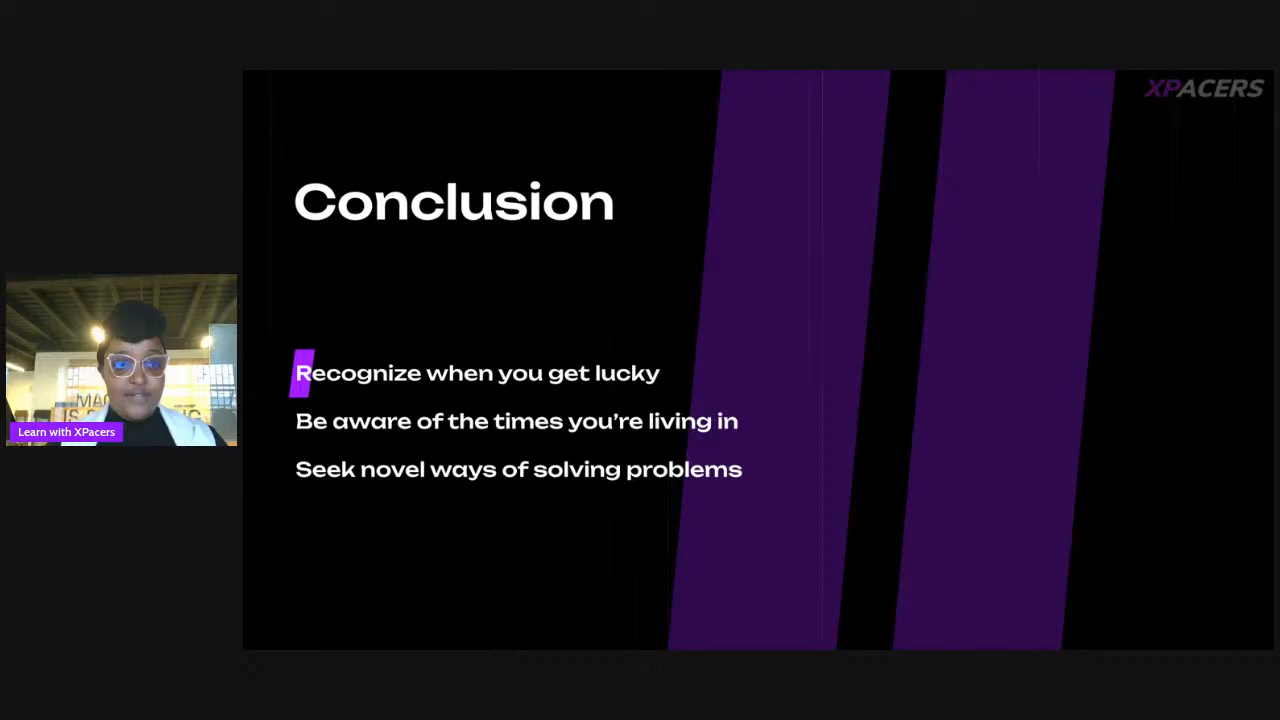 XPACERS
Conclusion
Recognize when you get lucky
Be aware of the times you're living in
Seek novel ways of solving problems
Learn with XPacers